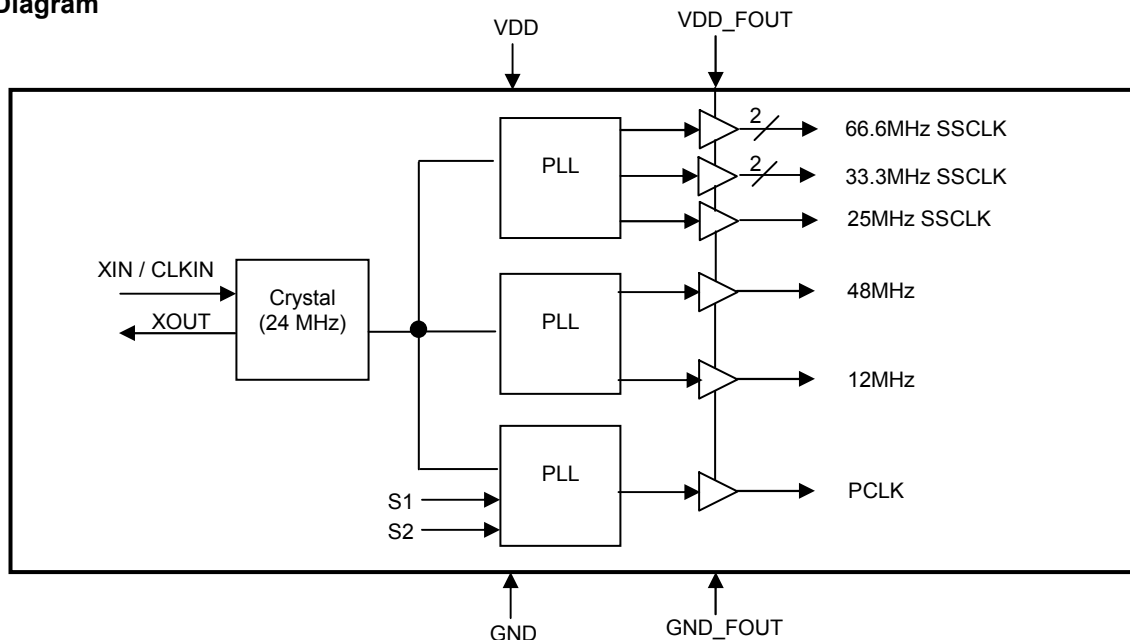 Diagram
VDD
VDD_FOUT
2
66.6MHz SSCLK
PLL
2
33.3MHz SSCLK
25MHz SSCLK
XIN / CLKIN
XOUT
Crystal
(24 MHz)
PLL
48MHz
12MHz
PLL
S1
S2
PCLK
GND
GND_FOUT